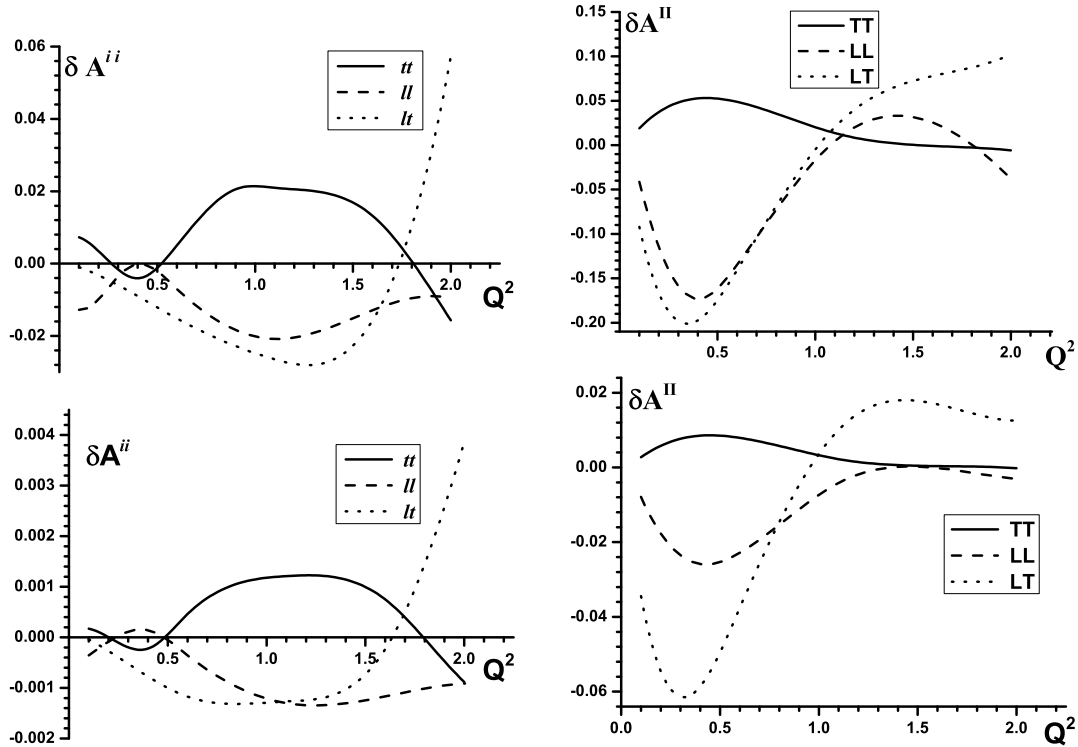 δ A^{ii}
0.06
0.04
0.02
0.00
-0.02
tt
ll
lt
0.5
1.0
1.5
2.0
Q²
δA^{II}
0.15
0.10
0.05
0.00
-0.05
-0.10
-0.15
-0.20
TT
LL
LT
0.5
1.0
1.5
2.0
Q²
δA^{ii}
0.004
0.003
0.002
0.001
0.000
-0.001
-0.002
tt
ll
lt
0.5
1.0
1.5
2.0
Q²
δA^{II}
0.02
0.00
-0.02
-0.04
-0.06
TT
LL
LT
0.0
0.5
1.0
1.5
2.0
Q²